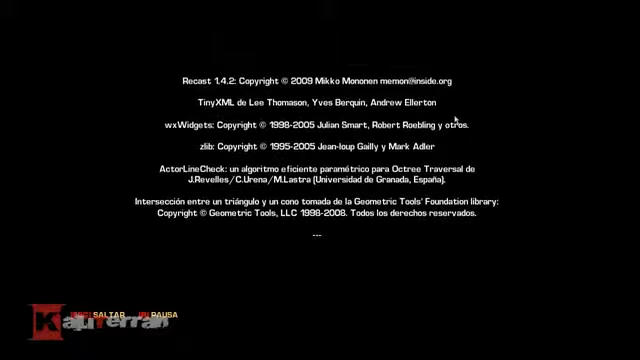 Recast 1.4.2: Copyright © 2009 Mikko Mononen memon@inside.org
TinyXML de Lee Thomason, Yves Berquin, Andrew Ellerton
wxWidgets: Copyright © 1998-2005 Julian Smart, Robert Roebling y otros.
zlib: Copyright © 1995-2005 Jean-loup Gailly y Mark Adler
ActorLineCheck: un algoritmo eficiente paramétrico para Octree Traversal de
J.Revelles/C.Urena/M.Lastra (Universidad de Granada, España).
Intersección entre un triángulo y un cono tomada de la Geometric Tools' Foundation library:
Copyright © Geometric Tools, LLC 1998-2008. Todos los derechos reservados.
---
SALTAR PAUSA